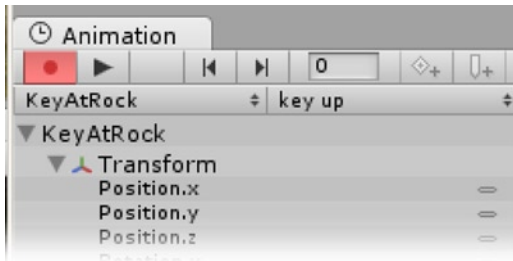 Animation
0
KeyAtRock key up
KeyAtRock
Transform
Position.x
Position.y
Position.z